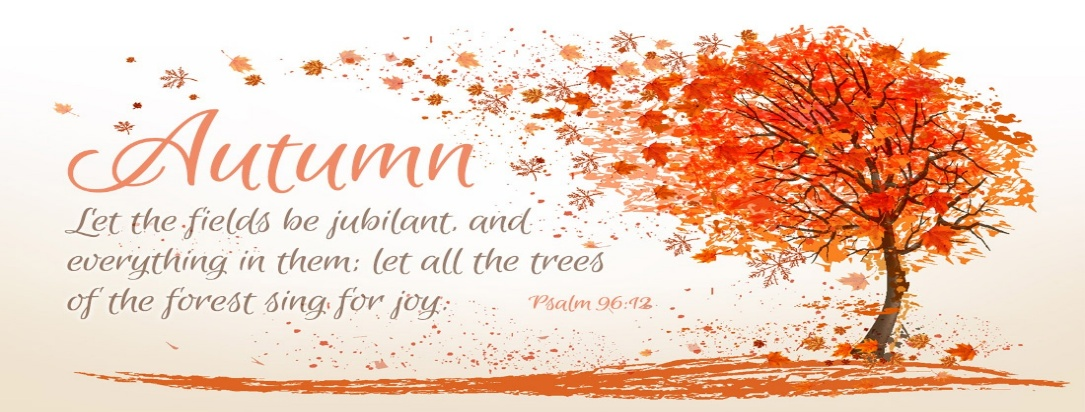 Autumn
Let the fields be jubilant, and
everything in them; let all the trees
of the forest sing for joy.
Psalm 96:12